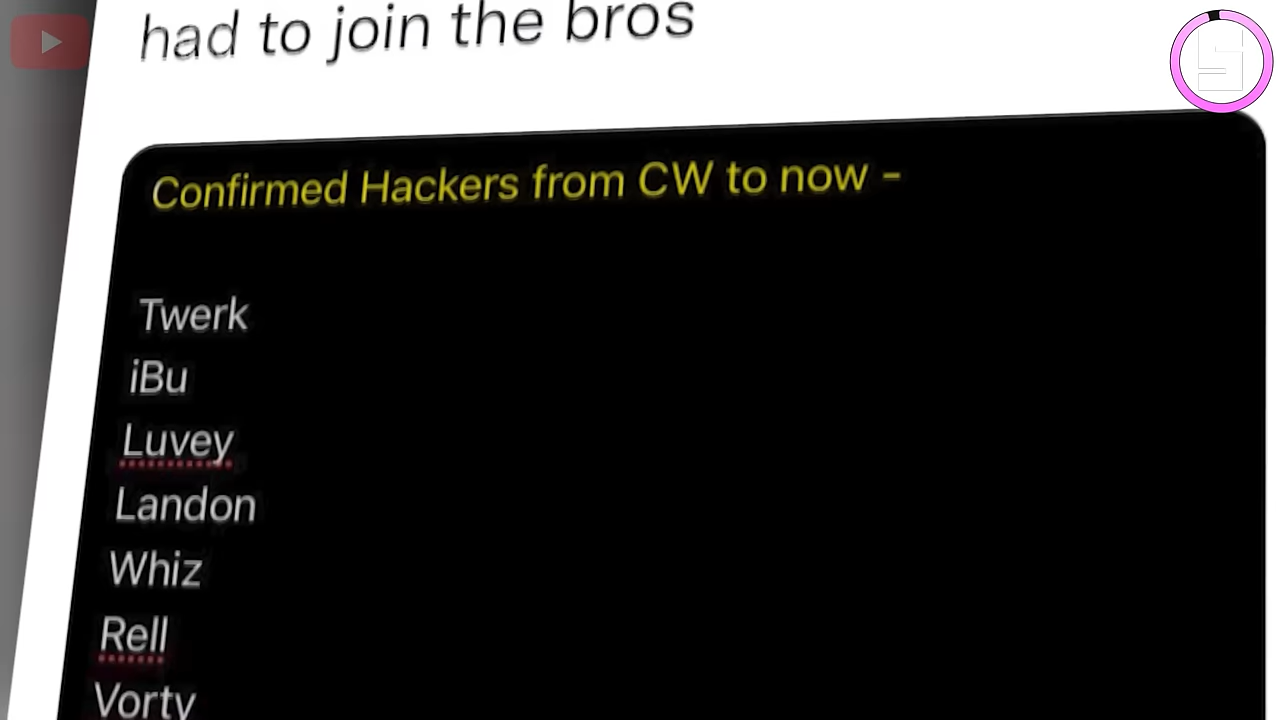 had to join the bros
Confirmed Hackers from CW to now -
Twerk
iBu
Luvey
Landon
Whiz
Rell
Vorty